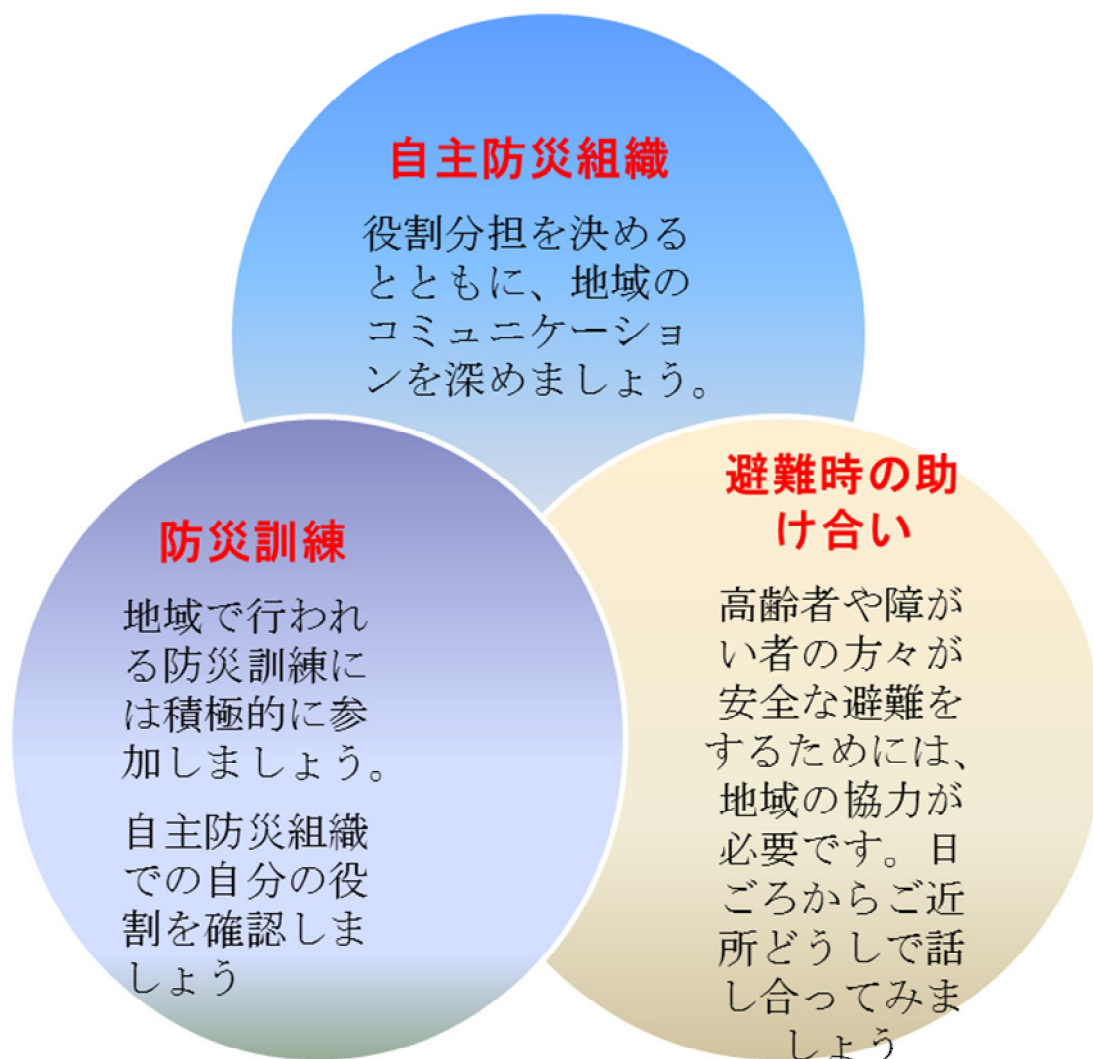 自主防災組織
役割分担を決める
とともに、地域の
コミュニケーショ
ンを深めましょう。
防災訓練
地域で行われ
る防災訓練に
は積極的に参
加しましょう。
自主防災組織
での自分の役
割を確認しま
しょう
避難時の助
け合い
高齢者や障が
い者の方々が
安全な避難を
するためには、
地域の協力が
必要です。日
ごろからご近
所どうしで話
し合ってみま
しょう